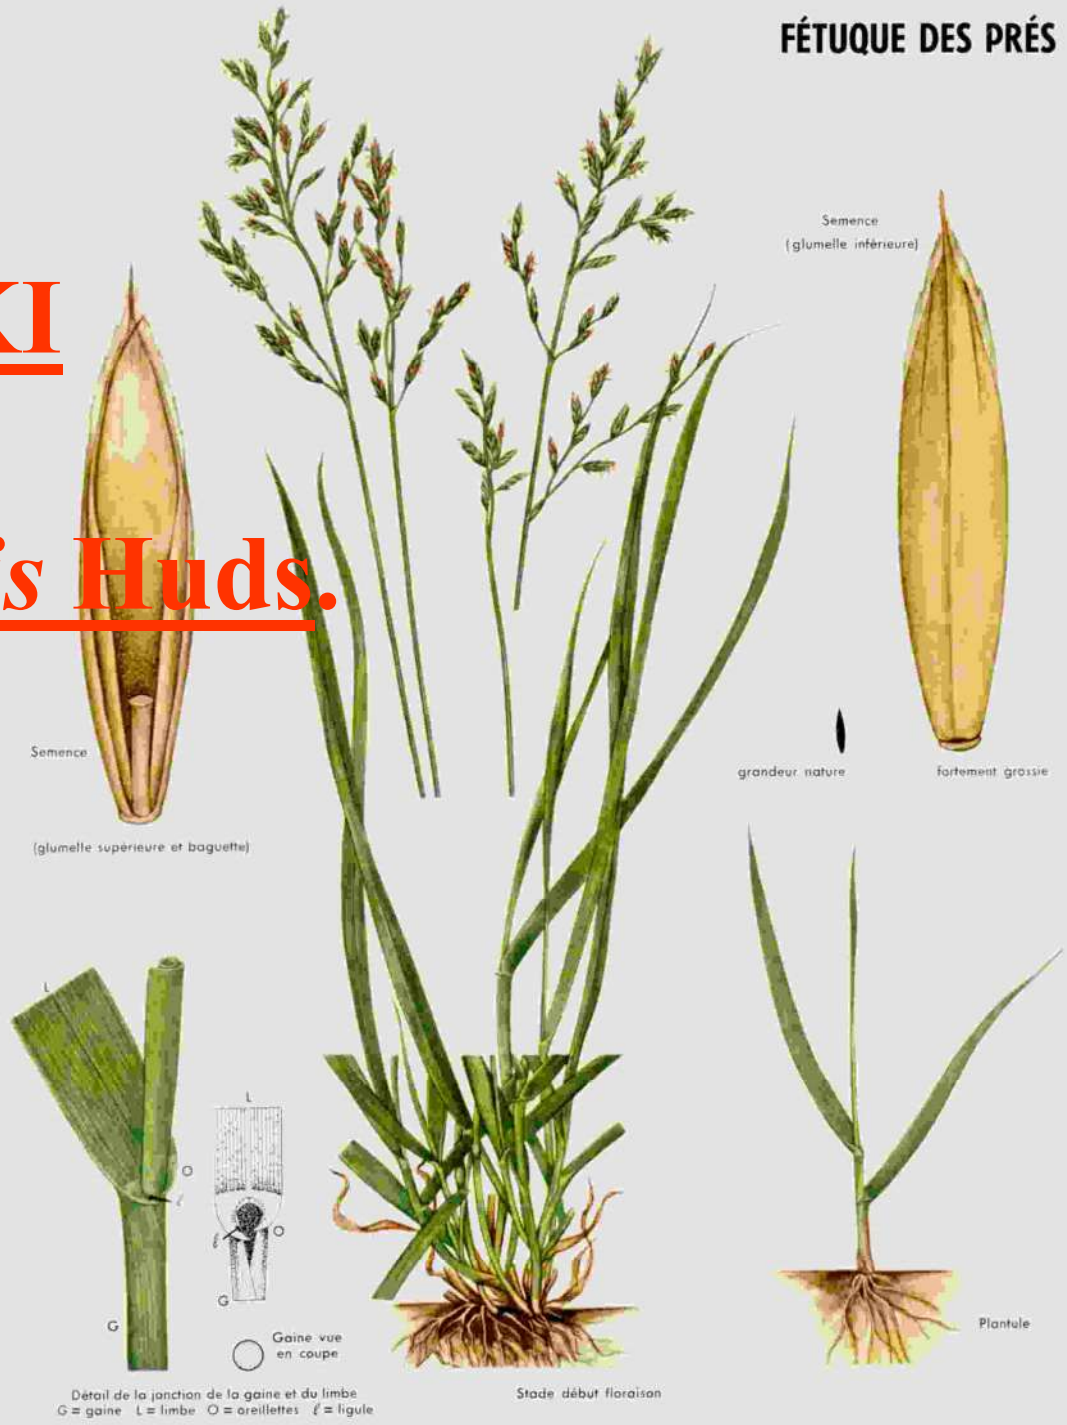 FÉTUQUE DES PRÉS
Semence
(glumelle inférieure)
KI
is Huds.
Semence
(glumelle supérieure et baguette)
grandeur nature
fortement grossie
L
O
ℓ
G
L
O
ℓ
G
Gaine vue
en coupe
Détail de la jonction de la gaine et du limbe
G = gaine L = limbe O = oreillettes ℓ = ligule
Stade début floraison
Plantule